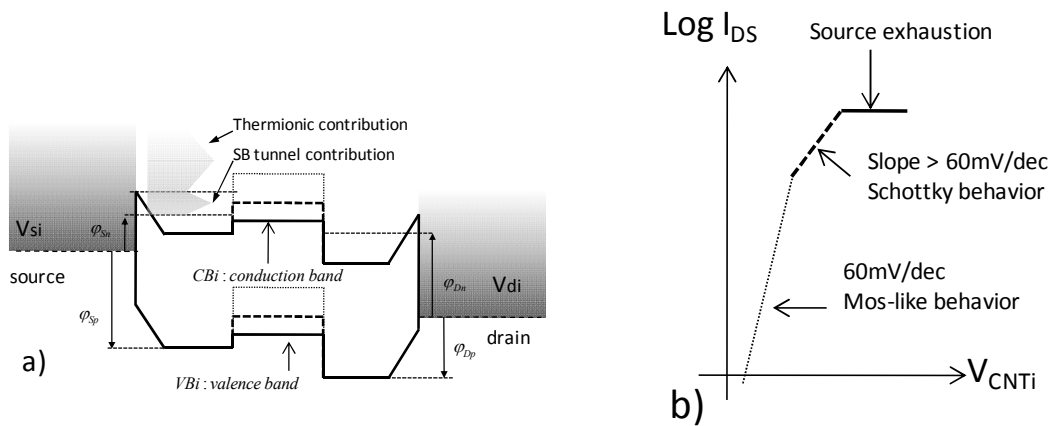 Thermionic contribution
SB tunnel contribution
Vsi
φSn
source
CBi : conduction band
φDn
Vdi
φSp
drain
φDp
VBi : valence band
a)
Log IDS
Source exhaustion
Slope > 60mV/dec
Schottky behavior
60mV/dec
Mos-like behavior
VCNTi
b)